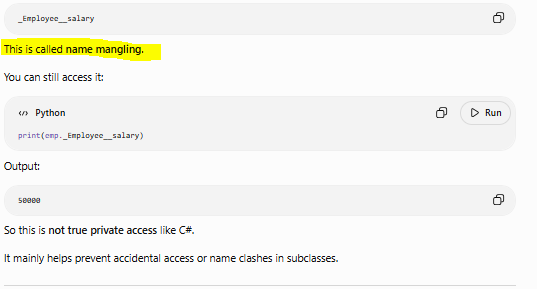 _Employee__salary
This is called name mangling.
You can still access it:
</> Python
Run
print(emp._Employee__salary)
Output:
50000
So this is not true private access like C#.
It mainly helps prevent accidental access or name clashes in subclasses.